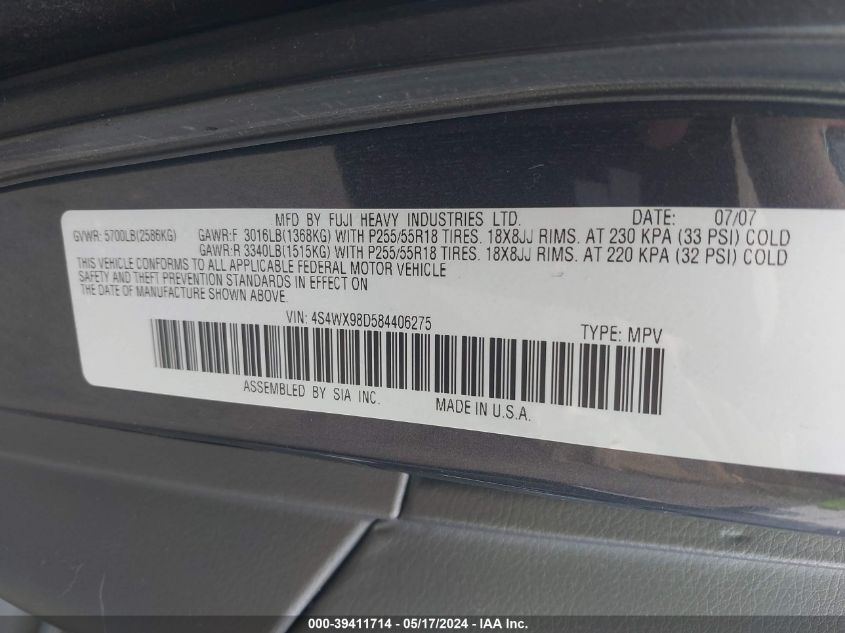 MFD BY FUJI HEAVY INDUSTRIES LTD. DATE: 07/07
GVWR: 5700LB(2586KG) GAWR:F 3016LB(1368KG) WITH P255/55R18 TIRES. 18X8JJ RIMS. AT 230 KPA (33 PSI) COLD
GAWR:R 3340LB(1515KG) WITH P255/55R18 TIRES. 18X8JJ RIMS. AT 220 KPA (32 PSI) COLD
THIS VEHICLE CONFORMS TO ALL APPLICABLE FEDERAL MOTOR VEHICLE
SAFETY AND THEFT PREVENTION STANDARDS IN EFFECT ON
THE DATE OF MANUFACTURE SHOWN ABOVE.
VIN: 4S4WX98D584406275 TYPE: MPV
ASSEMBLED BY SIA INC. MADE IN U.S.A.
000-39411714 - 05/17/2024 - IAA Inc.